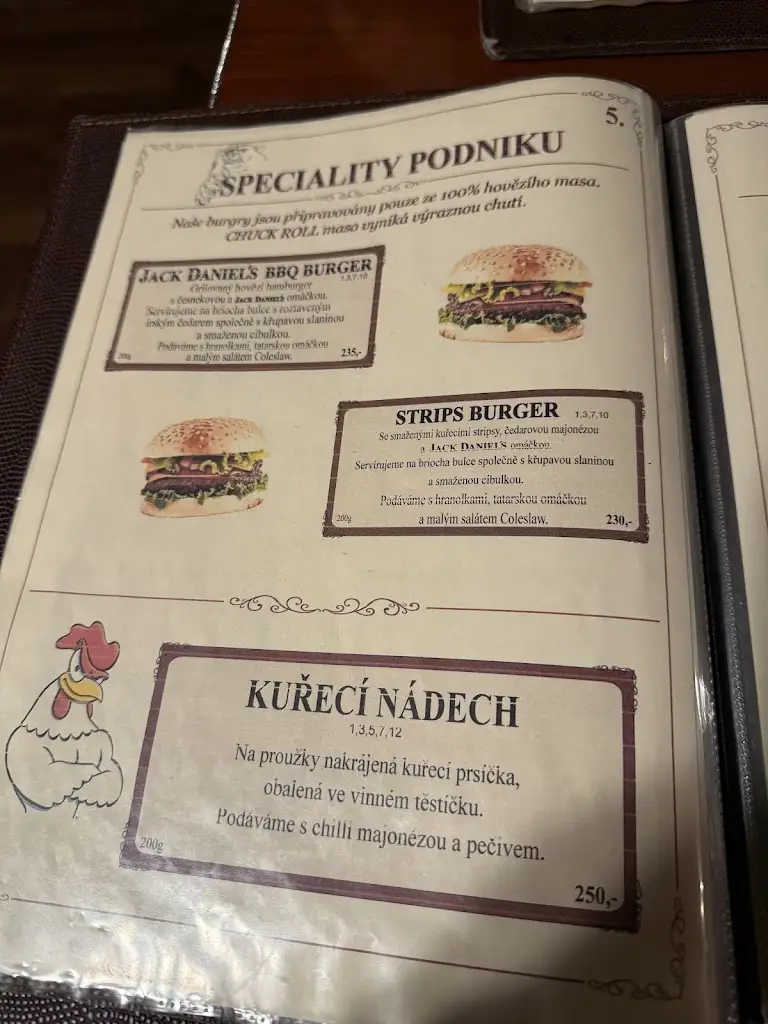 5.
SPECIALITY PODNIKU
Naše burgry jsou připravovány pouze ze 100% hovězího masa.
CHUCK ROLL maso vyniká výraznou chutí.
JACK DANIEL'S BBQ BURGER
1,3,7,10
Grilovaný hovězí hamburger
s česnekovou a JACK DANIEL'S omáčkou.
Servírujeme na briocha bulce s roztaveným
irským čedarem společně s křupavou slaninou
a smaženou cibulkou.
Podáváme s hranolkami, tatarskou omáčkou
a malým salátem Coleslaw.
200g
235,-
STRIPS BURGER 1,3,7,10
Se smaženými kuřecími stripsy, čedarovou majonézou
a JACK DANIEL'S omáčkou.
Servírujeme na briocha bulce společně s křupavou slaninou
a smaženou cibulkou.
Podáváme s hranolkami, tatarskou omáčkou
a malým salátem Coleslaw.
200g
230,-
KUŘECÍ NÁDECH
1,3,5,7,12
Na proužky nakrájená kuřecí prsíčka,
obalená ve vinném těstíčku.
Podáváme s chilli majonézou a pečivem.
200g
250,-